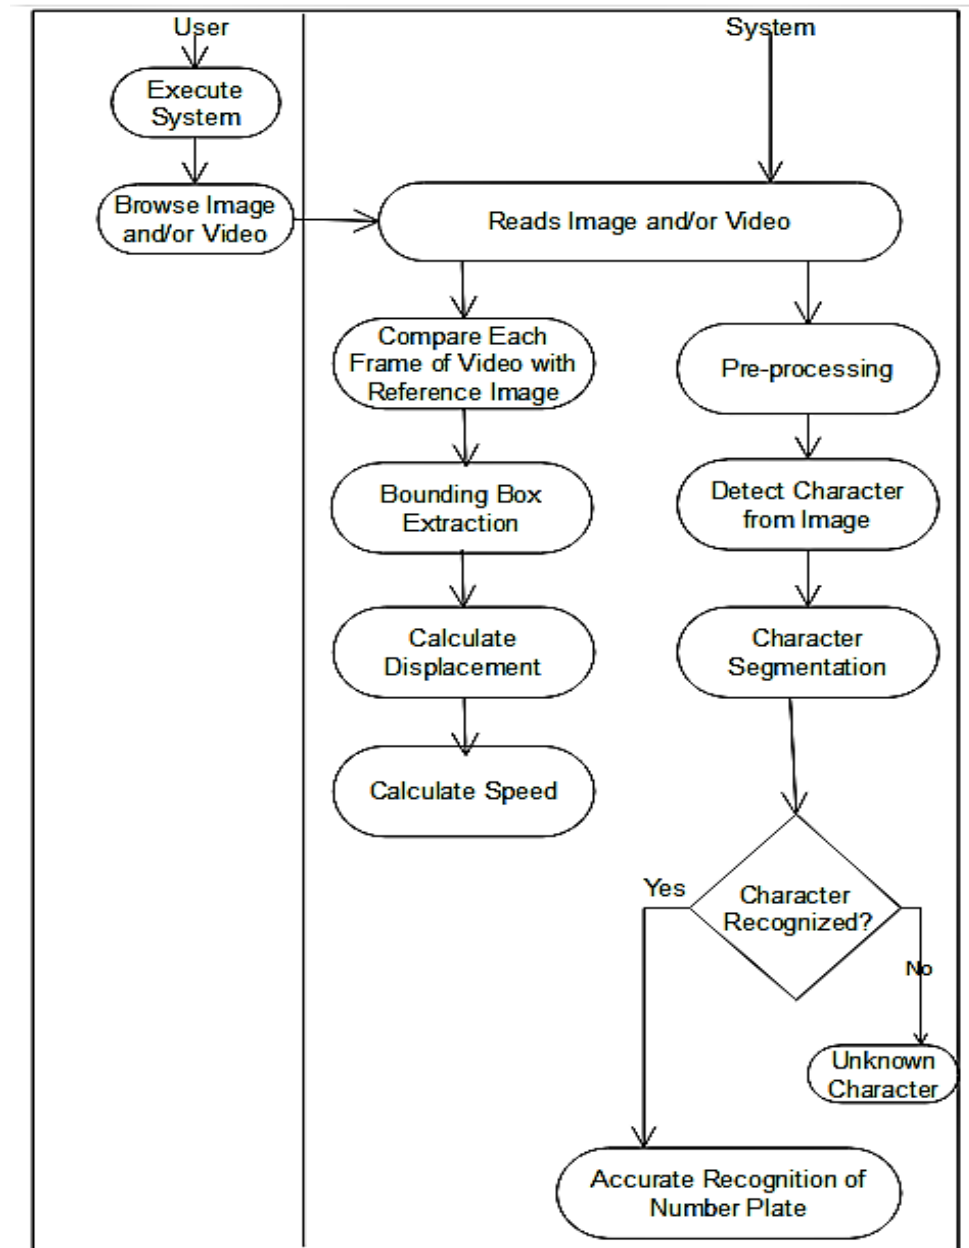 User
System
Execute
System
Browse Image
and/or Video
Reads Image and/or Video
Compare Each
Frame of Video with
Reference Image
Pre-processing
Bounding Box
Extraction
Detect Character
from Image
Calculate
Displacement
Character
Segmentation
Calculate Speed
Yes
Character
Recognized?
No
Unknown
Character
Accurate Recognition of
Number Plate